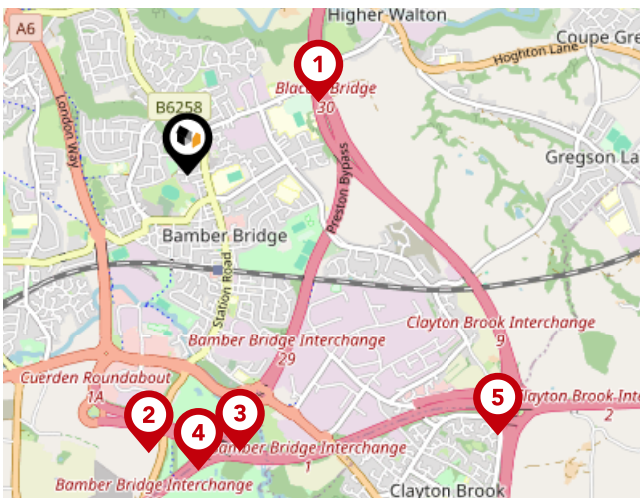 Higher Walton
A6
Coupe Gre
Hoghton Lane
1
30
B6258
London Way
Gregson La
Preston Bypass
Bamber Bridge
Station Road
Clayton Brook Interchange
9
Bamber Bridge Interchange
29
Cuerden Roundabout
1A
2
3
4
5
Clayton Brook Int
2
Bamber Bridge Interchange
1
Bamber Bridge Interchange
Clayton Brook